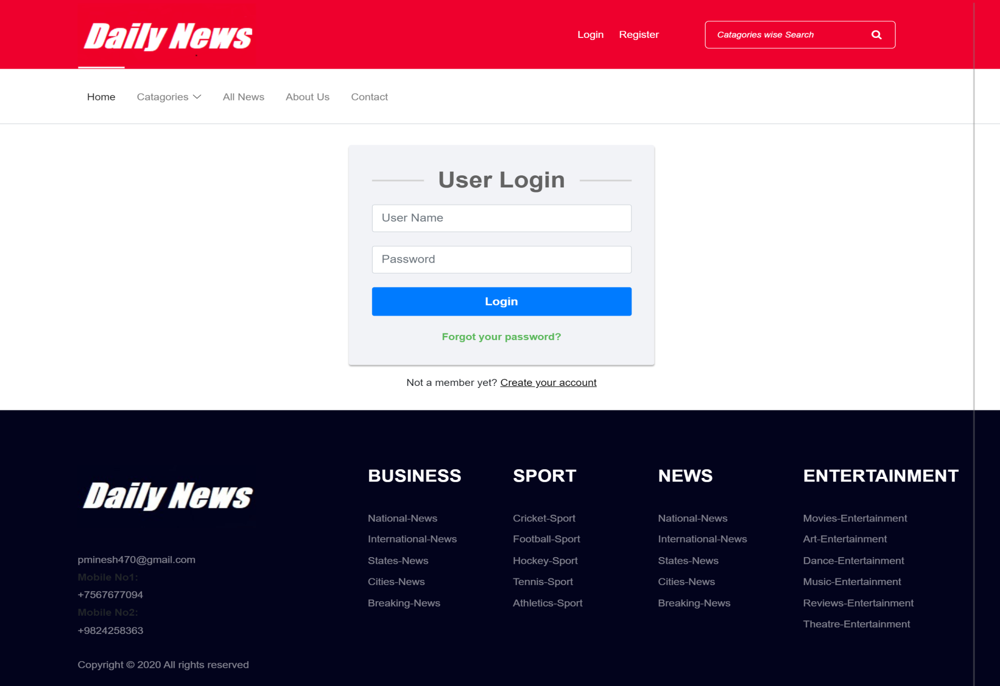 Daily News
Login Register Catagories wise Search
Home Catagories All News About Us Contact
User Login
User Name
Password
Login
Forgot your password?
Not a member yet? Create your account
Daily News
pminesh470@gmail.com
Mobile No1:
+7567677094
Mobile No2:
+9824258363
Copyright © 2020 All rights reserved
BUSINESS
National-News
International-News
States-News
Cities-News
Breaking-News
SPORT
Cricket-Sport
Football-Sport
Hockey-Sport
Tennis-Sport
Athletics-Sport
NEWS
National-News
International-News
States-News
Cities-News
Breaking-News
ENTERTAINMENT
Movies-Entertainment
Art-Entertainment
Dance-Entertainment
Music-Entertainment
Reviews-Entertainment
Theatre-Entertainment